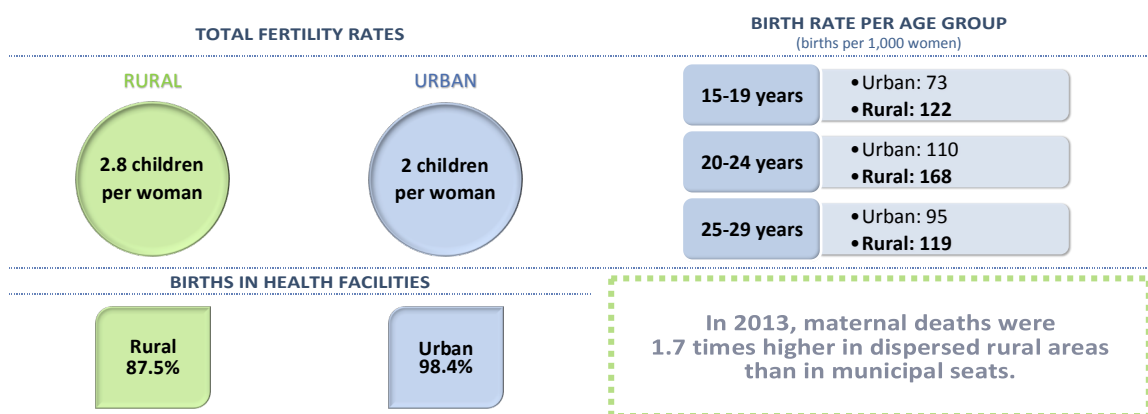 TOTAL FERTILITY RATES
RURAL
URBAN
2.8 children
per woman
2 children
per woman
BIRTH RATE PER AGE GROUP
(births per 1,000 women)
15-19 years
•Urban: 73
•Rural: 122
20-24 years
•Urban: 110
•Rural: 168
25-29 years
•Urban: 95
•Rural: 119
BIRTHS IN HEALTH FACILITIES
Rural
87.5%
Urban
98.4%
In 2013, maternal deaths were
1.7 times higher in dispersed rural areas
than in municipal seats.